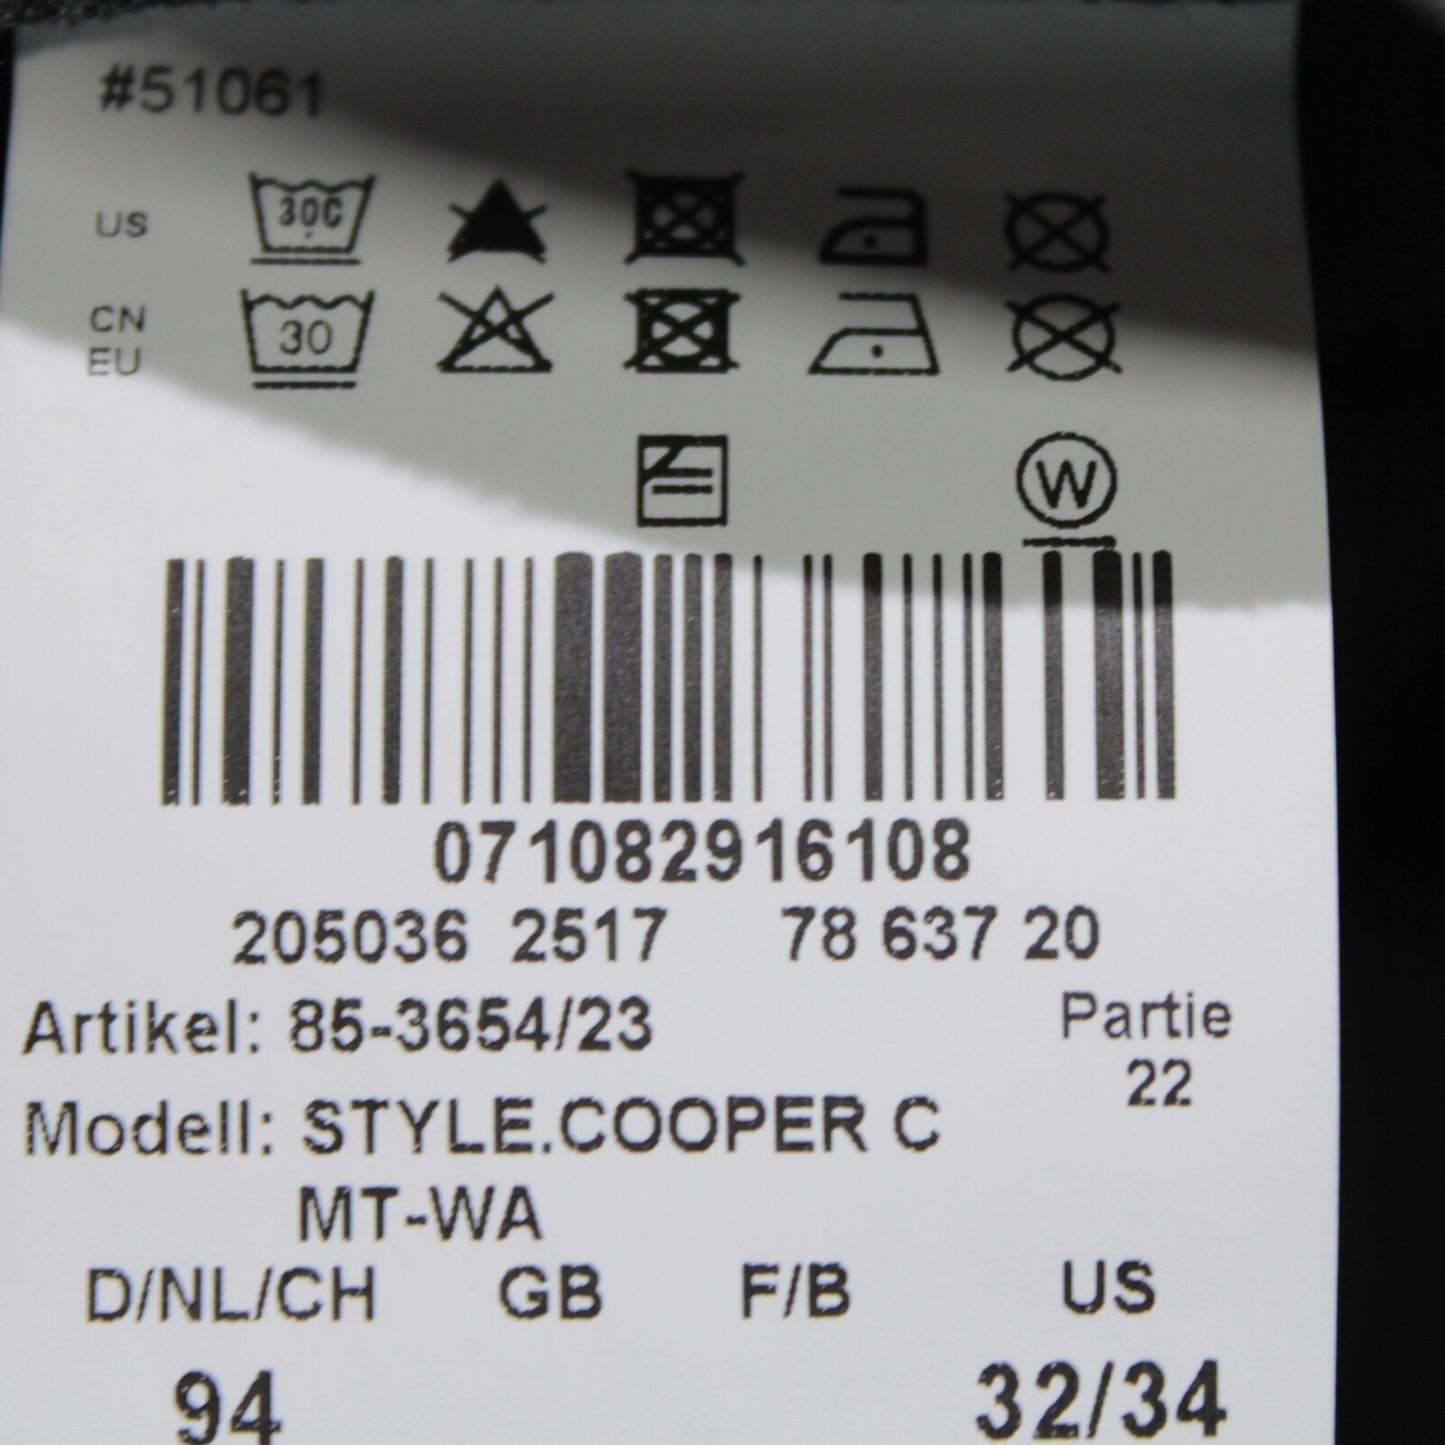 #51061
US 30C
CN
EU 30
W
071082916108
205036 2517 78 637 20
Artikel: 85-3654/23 Partie
22
Modell: STYLE.COOPER C
MT-WA
D/NL/CH GB F/B US
94 32/34